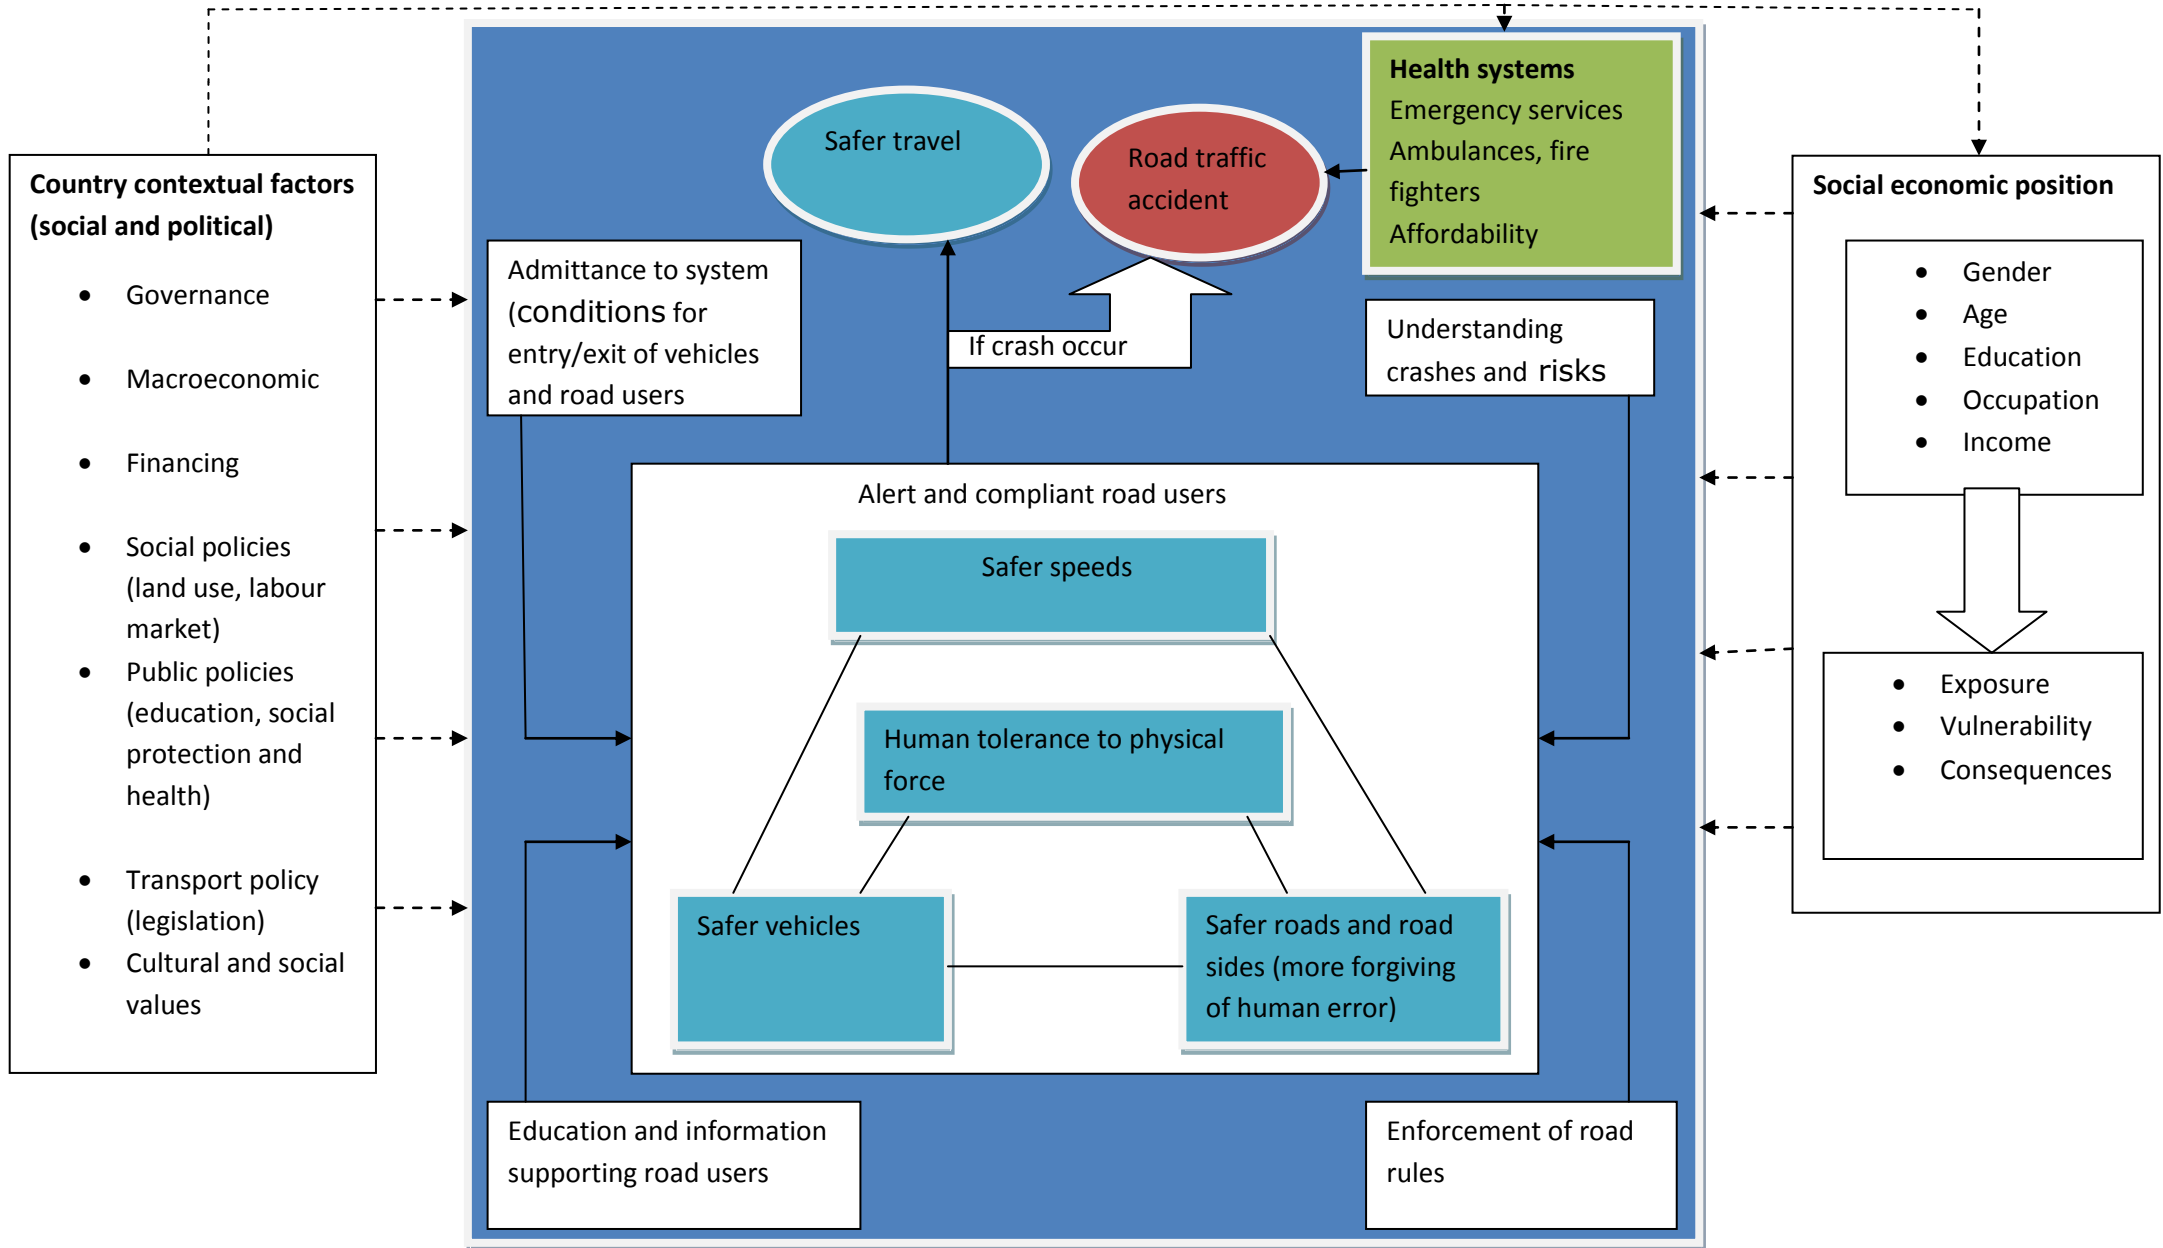 Country contextual factors
(social and political)
• Governance
• Macroeconomic
• Financing
• Social policies
(land use, labour
market)
• Public policies
(education, social
protection and
health)
• Transport policy
(legislation)
• Cultural and social
values
Safer travel
Road traffic
accident
Health systems
Emergency services
Ambulances, fire
fighters
Affordability
Admittance to system
(conditions for
entry/exit of vehicles
and road users
If crash occur
Understanding
crashes and risks
Alert and compliant road users
Safer speeds
Human tolerance to physical
force
Safer vehicles
Safer roads and road
sides (more forgiving
of human error)
Education and information
supporting road users
Enforcement of road
rules
Social economic position
• Gender
• Age
• Education
• Occupation
• Income
• Exposure
• Vulnerability
• Consequences